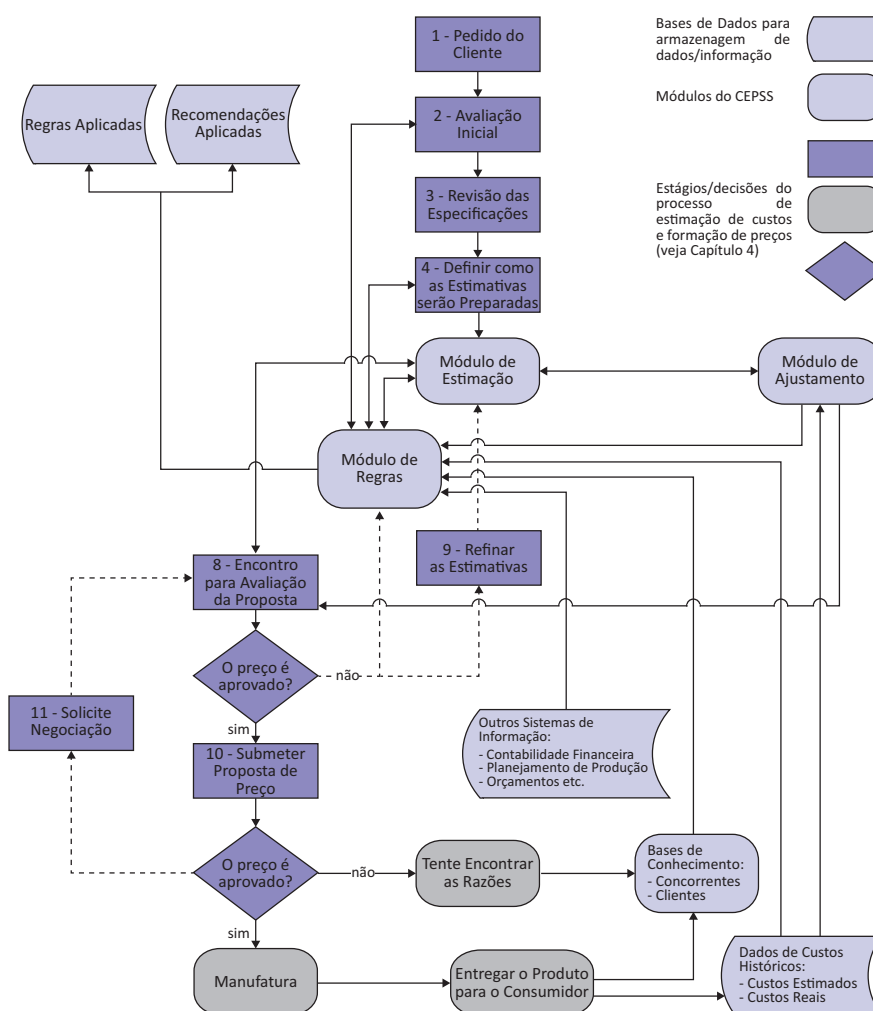 1 - Pedido do
Cliente
Bases de Dados para
armazenagem de
dados/informação
Módulos do CEPSS
Regras Aplicadas
Recomendações
Aplicadas
2 - Avaliação
Inicial
3 - Revisão das
Especificações
Estágios/decisões do
processo de
estimação de custos
e formação de preços
(veja Capítulo 4)
4 - Definir como
as Estimativas
serão Preparadas
Módulo de
Estimação
Módulo de
Ajustamento
Módulo de
Regras
8 - Encontro
para Avaliação
da Proposta
9 - Refinar
as Estimativas
O preço é
aprovado?
não
sim
11 - Solicite
Negociação
10 - Submeter
Proposta de
Preço
Outros Sistemas de
Informação:
- Contabilidade Financeira
- Planejamento de Produção
- Orçamentos etc.
O preço é
aprovado?
não
sim
Tente Encontrar
as Razões
Bases de
Conhecimento:
- Concorrentes
- Clientes
Manufatura
Entregar o Produto
para o Consumidor
Dados de Custos
Históricos:
- Custos Estimados
- Custos Reais